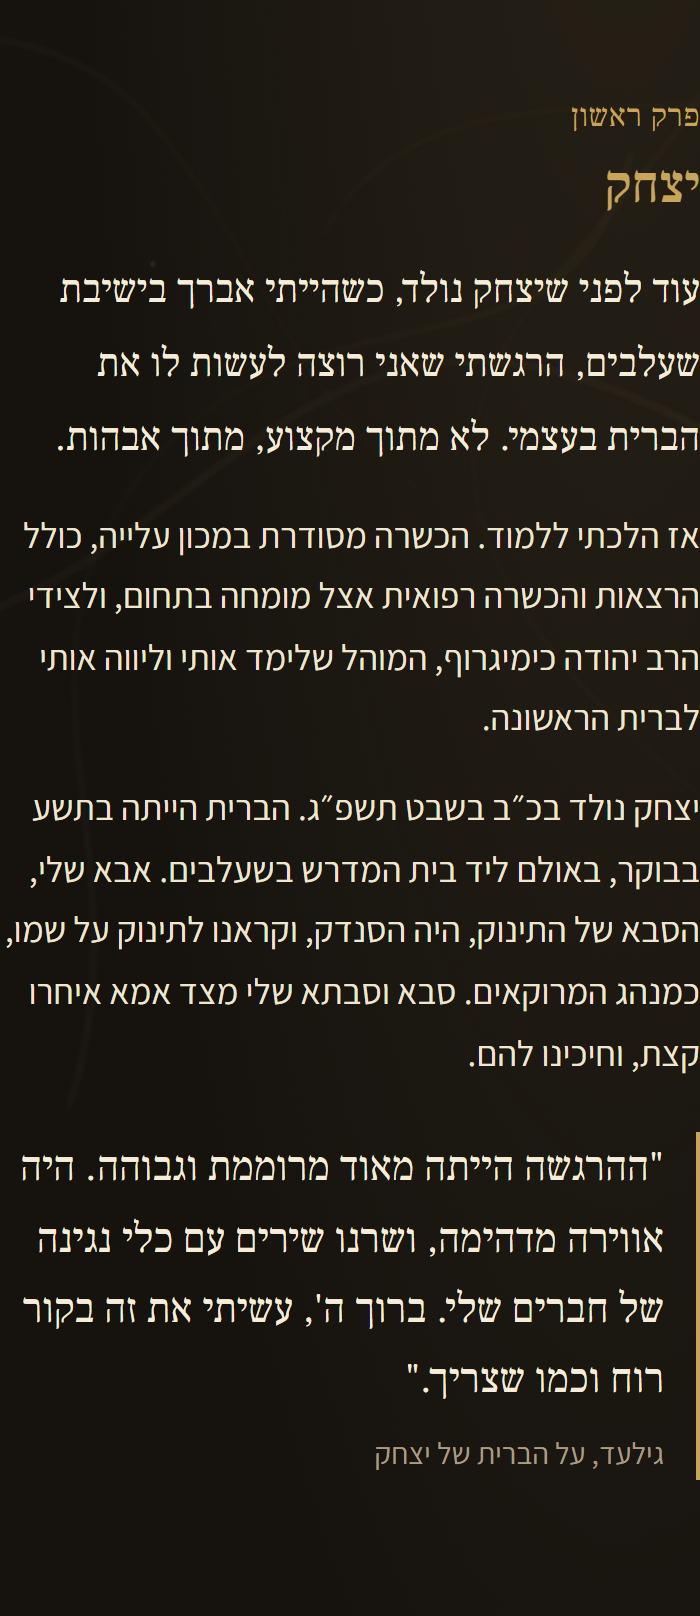 פרק ראשון
יצחק
עוד לפני שיצחק נולד, כשהייתי אברך בישיבת
שעלבים, הרגשתי שאני רוצה לעשות לו את
הברית בעצמי. לא מתוך מקצוע, מתוך אבהות.
אז הלכתי ללמוד. הכשרה מסודרת במכון עלייה, כולל
הרצאות והכשרה רפואית אצל מומחה בתחום, ולצידי
הרב יהודה כימיגרוף, המוהל שלימד אותי וליווה אותי
לברית הראשונה.
יצחק נולד בכ״ב בשבט תשפ״ג. הברית הייתה בתשע
בבוקר, באולם ליד בית המדרש בשעלבים. אבא שלי,
הסבא של התינוק, היה הסנדק, וקראנו לתינוק על שמו,
כמנהג המרוקאים. סבא וסבתא שלי מצד אמא איחרו
קצת, וחיכינו להם.
"ההרגשה הייתה מאוד מרוממת וגבוהה. היה
אווירה מדהימה, ושרנו שירים עם כלי נגינה
של חברים שלי. ברוך ה', עשיתי את זה בקור
רוח וכמו שצריך."
גילעד, על הברית של יצחק